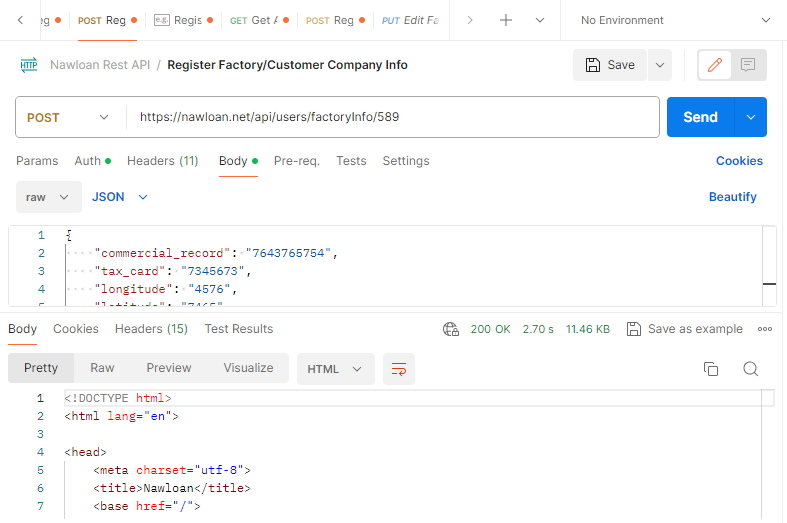 eg POST Reg e.g. Regis GET Get A POST Reg PUT Edit Fa No Environment
HTTP Nawloan Rest API / Register Factory/Customer Company Info Save
POST https://nawloan.net/api/users/factoryInfo/589 Send
Params Auth Headers (11) Body Pre-req. Tests Settings Cookies
raw JSON Beautify
1 {
2 "commercial_record": "7643765754",
3 "tax_card": "7345673",
4 "longitude": "4576",
5 "latitude": "7465"
Body Cookies Headers (15) Test Results 200 OK 2.70 s 11.46 KB Save as example
Pretty Raw Preview Visualize HTML
1 <!DOCTYPE html>
2 <html lang="en">
3
4 <head>
5 <meta charset="utf-8">
6 <title>Nawloan</title>
7 <base href="/">